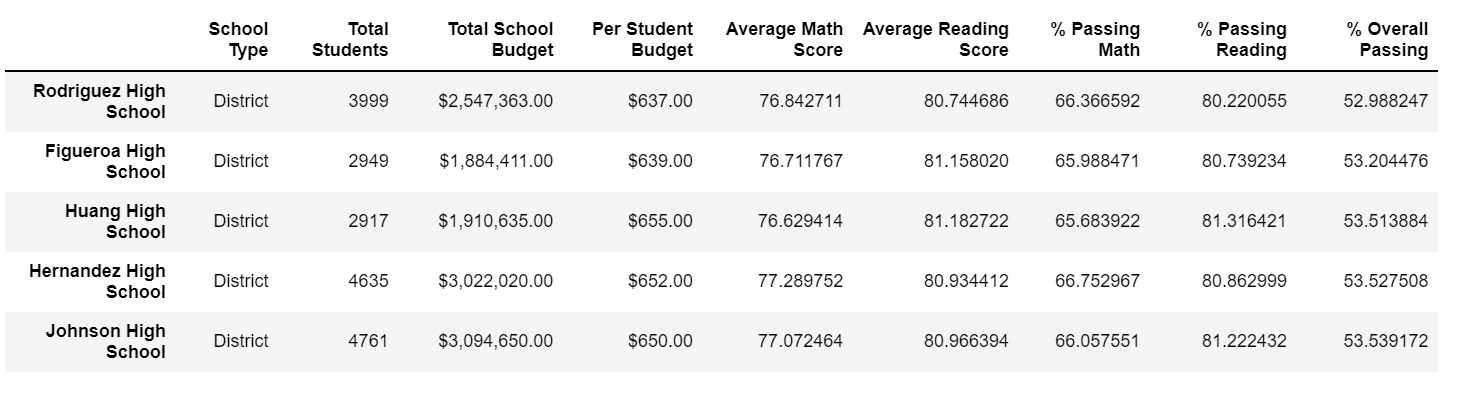 School Total Total School Per Student Average Math Average Reading % Passing % Passing % Overall
Type Students Budget Budget Score Score Math Reading Passing
Rodriguez High
School District 3999 $2,547,363.00 $637.00 76.842711 80.744686 66.366592 80.220055 52.988247
Figueroa High
School District 2949 $1,884,411.00 $639.00 76.711767 81.158020 65.988471 80.739234 53.204476
Huang High
School District 2917 $1,910,635.00 $655.00 76.629414 81.182722 65.683922 81.316421 53.513884
Hernandez High
School District 4635 $3,022,020.00 $652.00 77.289752 80.934412 66.752967 80.862999 53.527508
Johnson High
School District 4761 $3,094,650.00 $650.00 77.072464 80.966394 66.057551 81.222432 53.539172